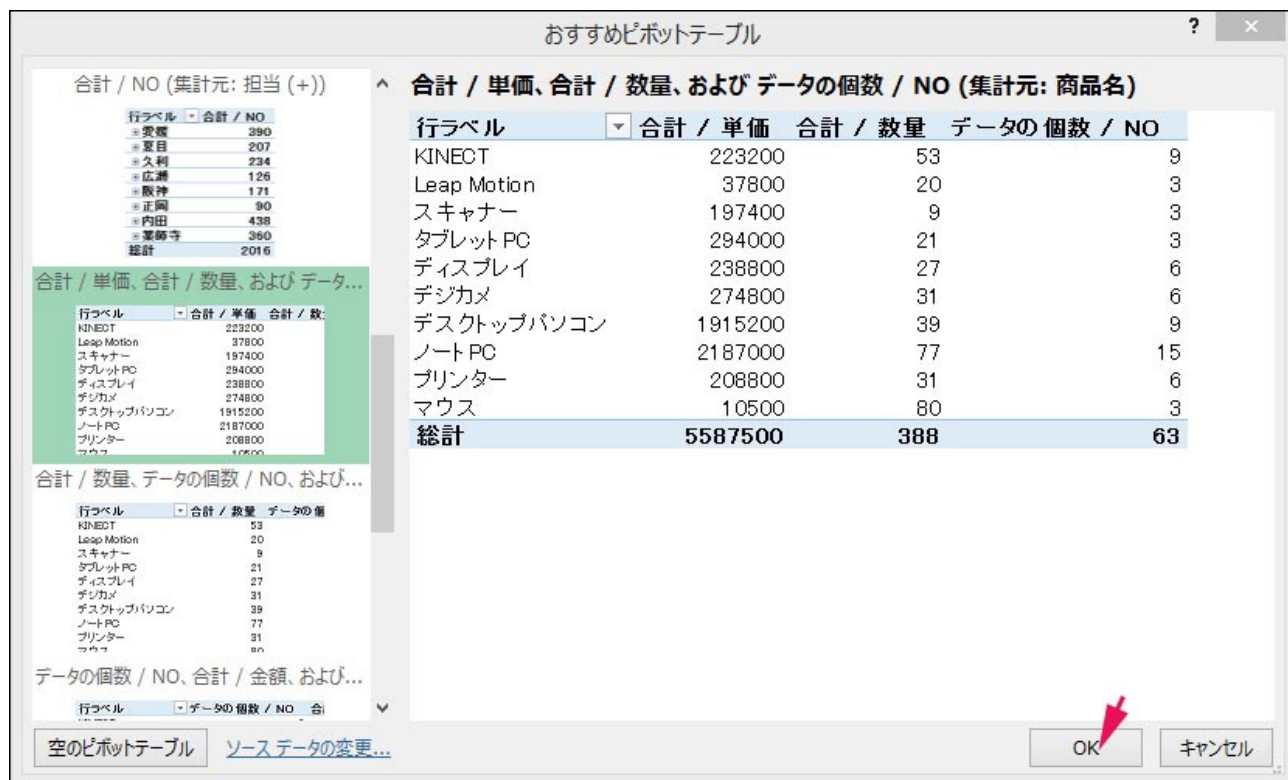 おすすめピボットテーブル
?
合計 / NO (集計元: 担当 (+))
行ラベル 合計 / NO
愛媛 390
夏目 207
久利 234
広瀬 126
阪神 171
正岡 90
内田 438
薬師寺 360
総計 2016
合計 / 単価、合計 / 数量、および データ...
行ラベル 合計 / 単価 合計 / 数
KINECT 223200
Leap Motion 37800
スキャナー 197400
タブレットPC 294000
ディスプレイ 238800
デジカメ 274800
デスクトップパソコン 1915200
ノートPC 2187000
プリンター 208800
マウス 10500
合計 / 数量、データの個数 / NO、および...
行ラベル 合計 / 数量 データの個
KINECT 53
Leap Motion 20
スキャナー 9
タブレットPC 21
ディスプレイ 27
デジカメ 31
デスクトップパソコン 39
ノートPC 77
プリンター 31
マウス 80
データの個数 / NO、合計 / 金額、および...
行ラベル データの個数 / NO 合
空のピボットテーブル
ソース データの変更...
合計 / 単価、合計 / 数量、および データの個数 / NO (集計元: 商品名)
行ラベル 合計 / 単価 合計 / 数量 データの個数 / NO
KINECT 223200 53 9
Leap Motion 37800 20 3
スキャナー 197400 9 3
タブレットPC 294000 21 3
ディスプレイ 238800 27 6
デジカメ 274800 31 6
デスクトップパソコン 1915200 39 9
ノートPC 2187000 77 15
プリンター 208800 31 6
マウス 10500 80 3
総計 5587500 388 63
OK
キャンセル